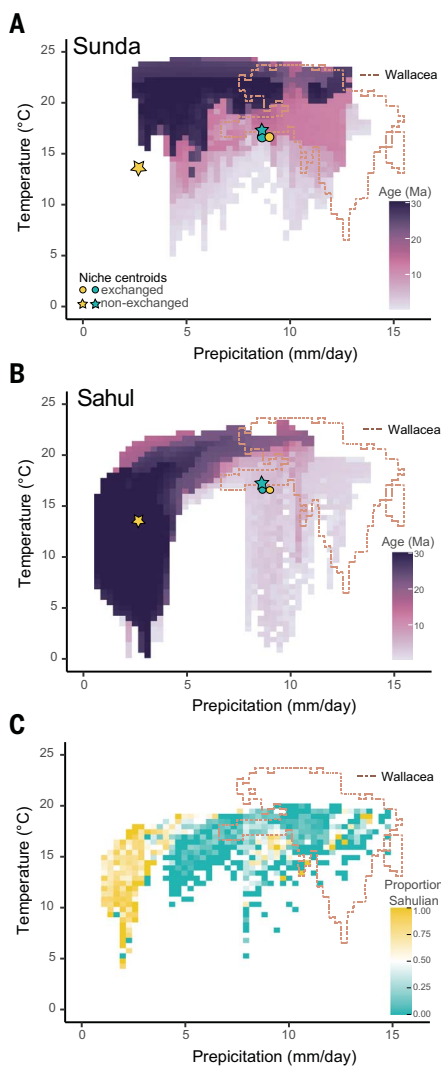 A
Sunda
Wallacea
25
20
15
10
5
0
Temperature (°C)
Age (Ma)
30
10
Niche centroids
exchanged
non-exchanged
0
5
10
15
Prepicitation (mm/day)
B
Sahul
Wallacea
25
20
15
10
5
0
Temperature (°C)
Age (Ma)
30
10
0
5
10
15
Prepicitation (mm/day)
C
Wallacea
25
20
15
10
5
0
Temperature (°C)
Proportion
Sahulian
1.00
0.75
0.50
0.25
0.00
0
5
10
15
Prepicitation (mm/day)